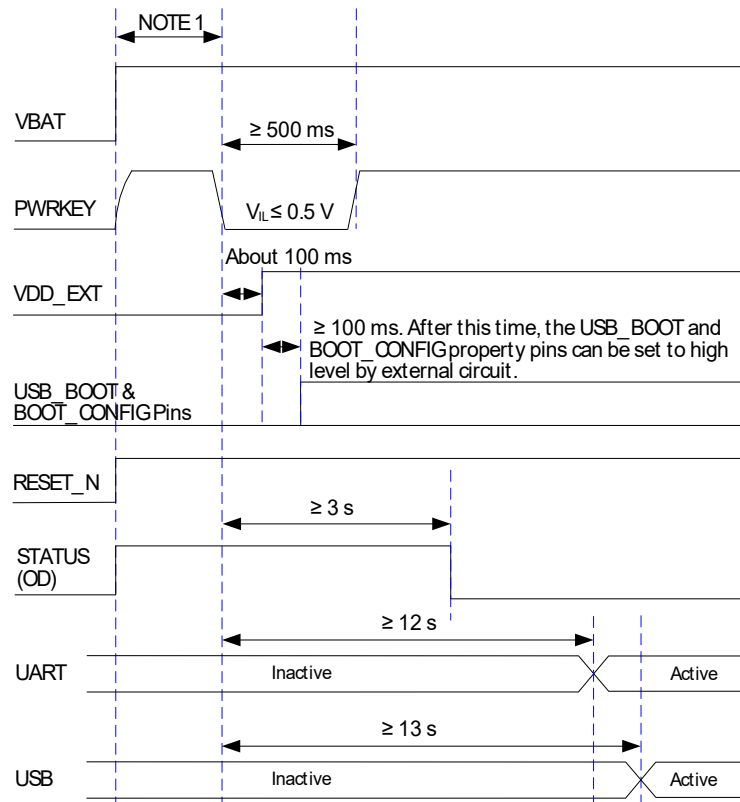 NOTE 1
VBAT
≥ 500 ms
PWRKEY
VIL ≤ 0.5 V
About 100 ms
VDD_EXT
≥ 100 ms. After this time, the USB_BOOT and
BOOT_CONFIG property pins can be set to high
level by external circuit.
USB_BOOT &
BOOT_CONFIG Pins
RESET_N
≥ 3 s
STATUS
(OD)
≥ 12 s
UART
Inactive
Active
≥ 13 s
USB
Inactive
Active